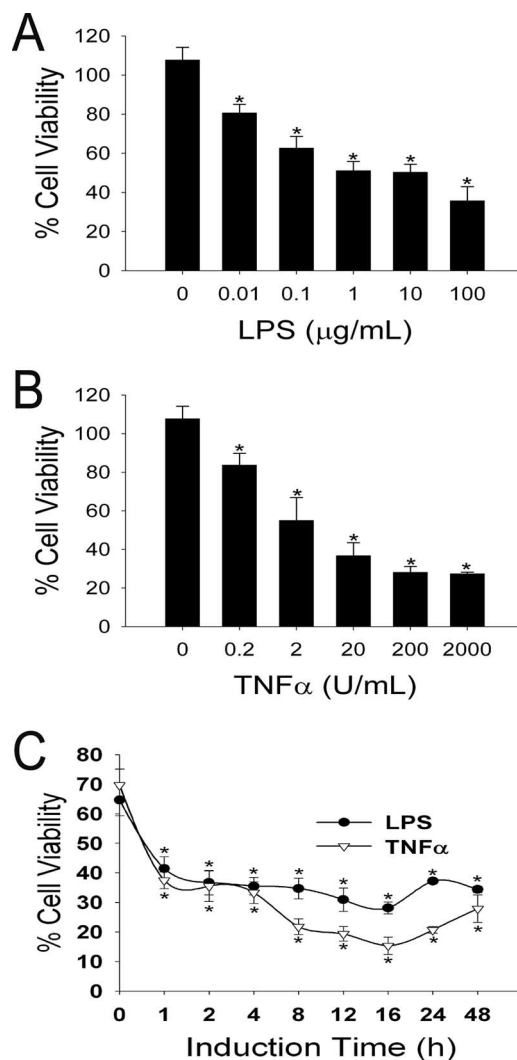 A
% Cell Viability
120
100
80
60
40
20
0
* * * * *
0 0.01 0.1 1 10 100
LPS (μg/mL)
B
% Cell Viability
120
100
80
60
40
20
0
* * * * *
0 0.2 2 20 200 2000
TNFα (U/mL)
C
% Cell Viability
80
70
60
50
40
30
20
10
0
LPS
TNFα
* * * * * * * *
* * * * * * * *
0 1 2 4 8 12 16 24 48
Induction Time (h)